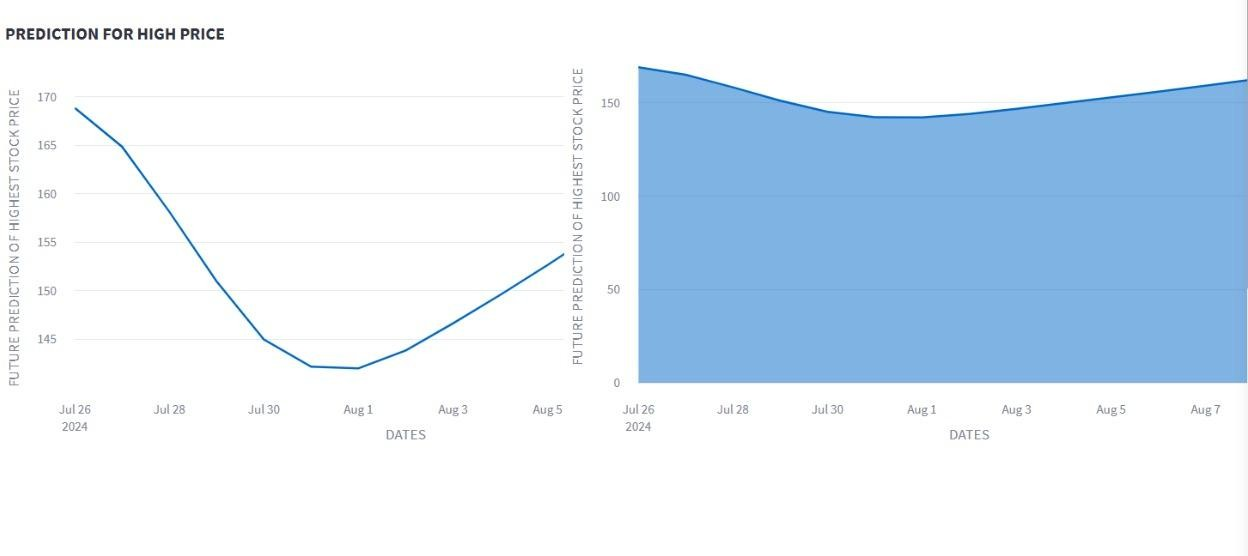 PREDICTION FOR HIGH PRICE
FUTURE PREDICTION OF HIGHEST STOCK PRICE
170
165
160
155
150
145
Jul 26
2024
Jul 28
Jul 30
Aug 1
Aug 3
Aug 5
DATES
FUTURE PREDICTION OF HIGHEST STOCK PRICE
150
100
50
0
Jul 26
2024
Jul 28
Jul 30
Aug 1
Aug 3
Aug 5
Aug 7
DATES